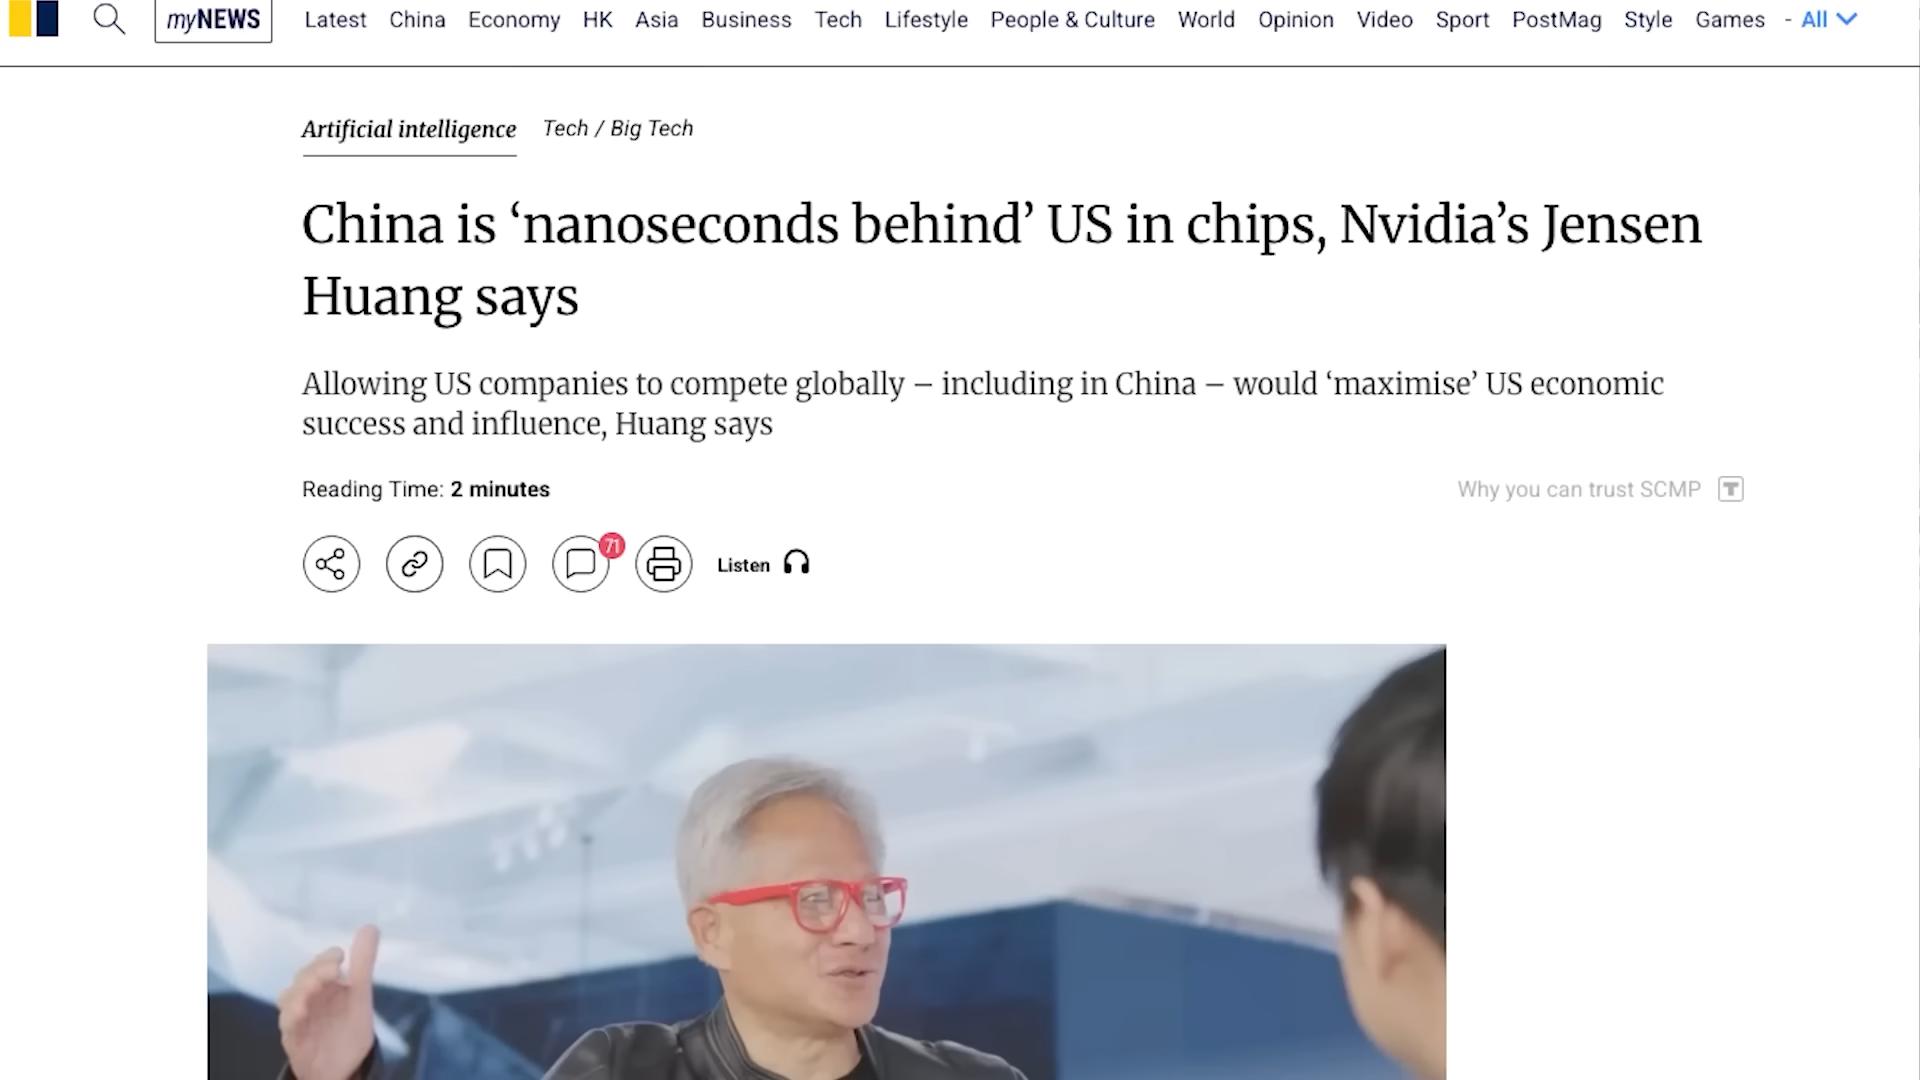 myNEWS Latest China Economy HK Asia Business Tech Lifestyle People & Culture World Opinion Video Sport PostMag Style Games - All
Artificial intelligence Tech / Big Tech
China is ‘nanoseconds behind’ US in chips, Nvidia’s Jensen
Huang says
Allowing US companies to compete globally – including in China – would ‘maximise’ US economic
success and influence, Huang says
Reading Time: 2 minutes Why you can trust SCMP T
71
Listen